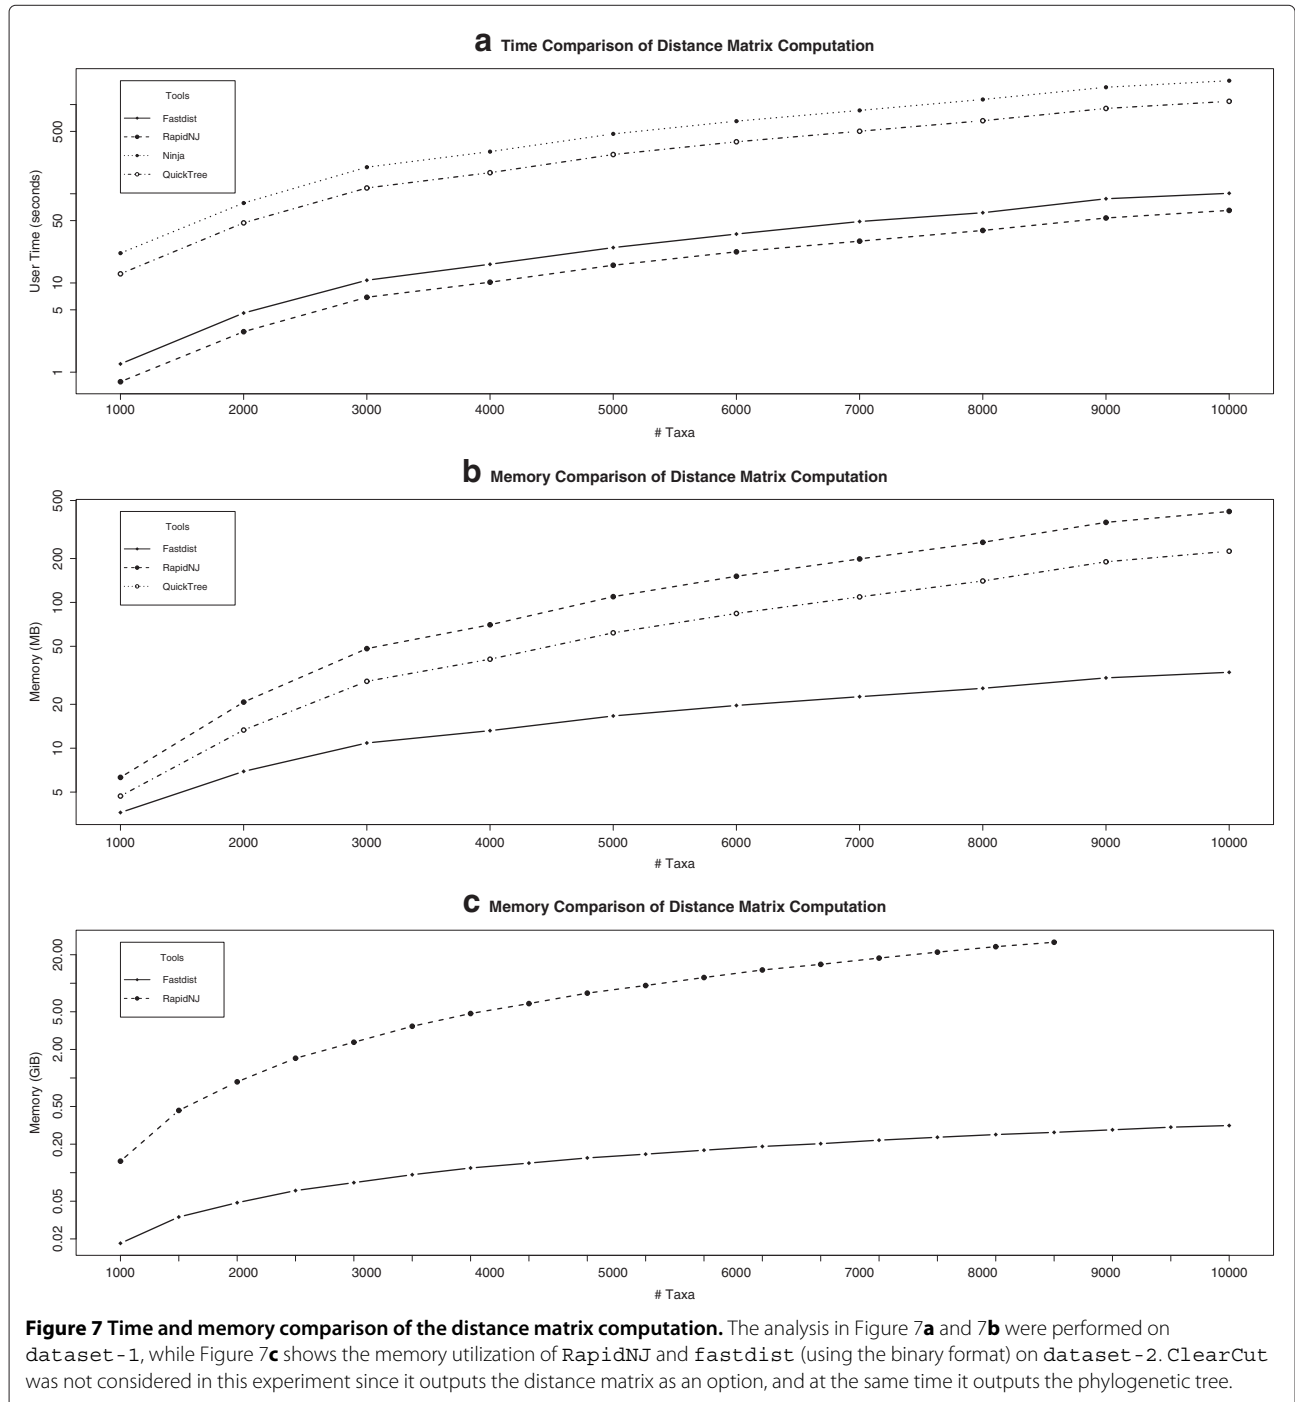 a Time Comparison of Distance Matrix Computation
Tools
Fastdist
RapidNJ
Ninja
QuickTree
User Time (seconds)
500
50
10
5
1
1000 2000 3000 4000 5000 6000 7000 8000 9000 10000
# Taxa
b Memory Comparison of Distance Matrix Computation
Tools
Fastdist
RapidNJ
QuickTree
Memory (MB)
500
200
100
50
20
10
5
1000 2000 3000 4000 5000 6000 7000 8000 9000 10000
# Taxa
c Memory Comparison of Distance Matrix Computation
Tools
Fastdist
RapidNJ
Memory (GiB)
20.00
5.00
2.00
0.50
0.20
0.05
0.02
1000 2000 3000 4000 5000 6000 7000 8000 9000 10000
# Taxa
Figure 7 Time and memory comparison of the distance matrix computation. The analysis in Figure 7a and 7b were performed on
dataset-1, while Figure 7c shows the memory utilization of RapidNJ and fastdist (using the binary format) on dataset-2. ClearCut
was not considered in this experiment since it outputs the distance matrix as an option, and at the same time it outputs the phylogenetic tree.